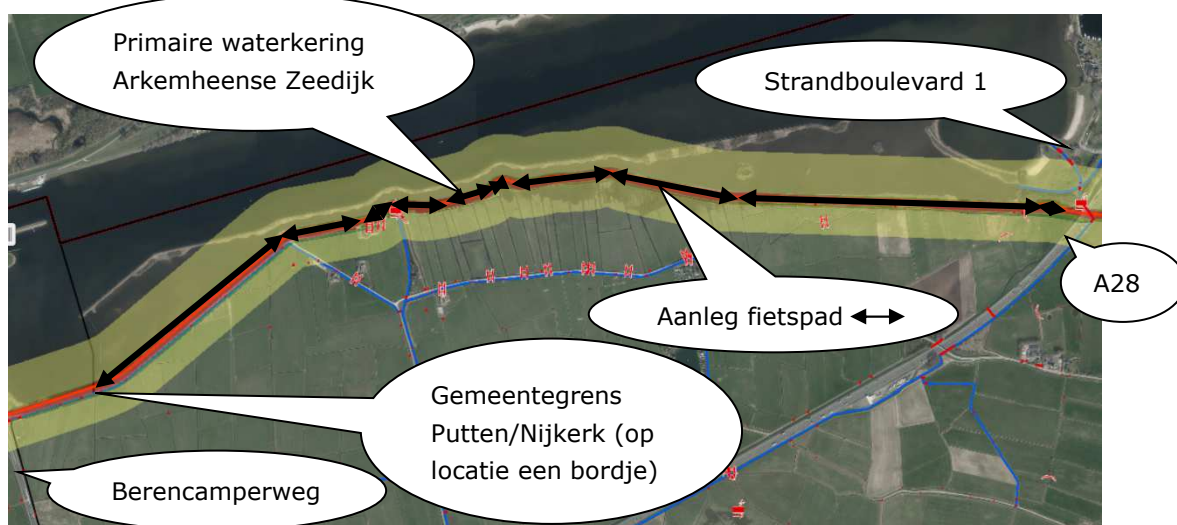 Primaire waterkering
Arkemheense Zeedijk
Strandboulevard 1
A28
Aanleg fietspad
Gemeentegrens
Putten/Nijkerk (op
locatie een bordje)
Berencamperweg